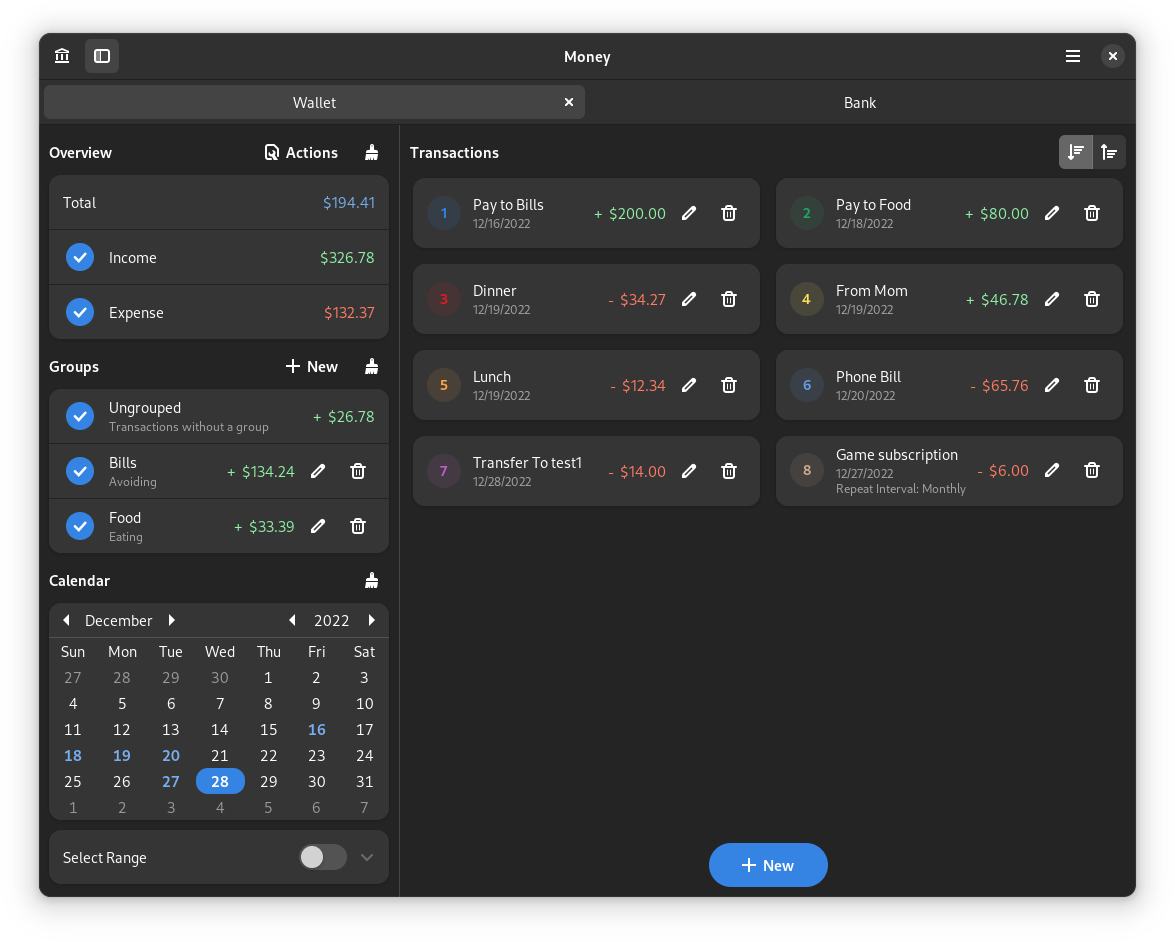 Money
Wallet
Bank
Overview
Actions
Total
$194.41
Income
$326.78
Expense
$132.37
Groups
New
Ungrouped
Transactions without a group
+ $26.78
Bills
Avoiding
+ $134.24
Food
Eating
+ $33.39
Calendar
December
2022
Sun Mon Tue Wed Thu Fri Sat
27 28 29 30 1 2 3
4 5 6 7 8 9 10
11 12 13 14 15 16 17
18 19 20 21 22 23 24
25 26 27 28 29 30 31
1 2 3 4 5 6 7
Select Range
Transactions
1
Pay to Bills
12/16/2022
+ $200.00
2
Pay to Food
12/18/2022
+ $80.00
3
Dinner
12/19/2022
- $34.27
4
From Mom
12/19/2022
+ $46.78
5
Lunch
12/19/2022
- $12.34
6
Phone Bill
12/20/2022
- $65.76
7
Transfer To test1
12/28/2022
- $14.00
8
Game subscription
12/27/2022
Repeat Interval: Monthly
- $6.00
New